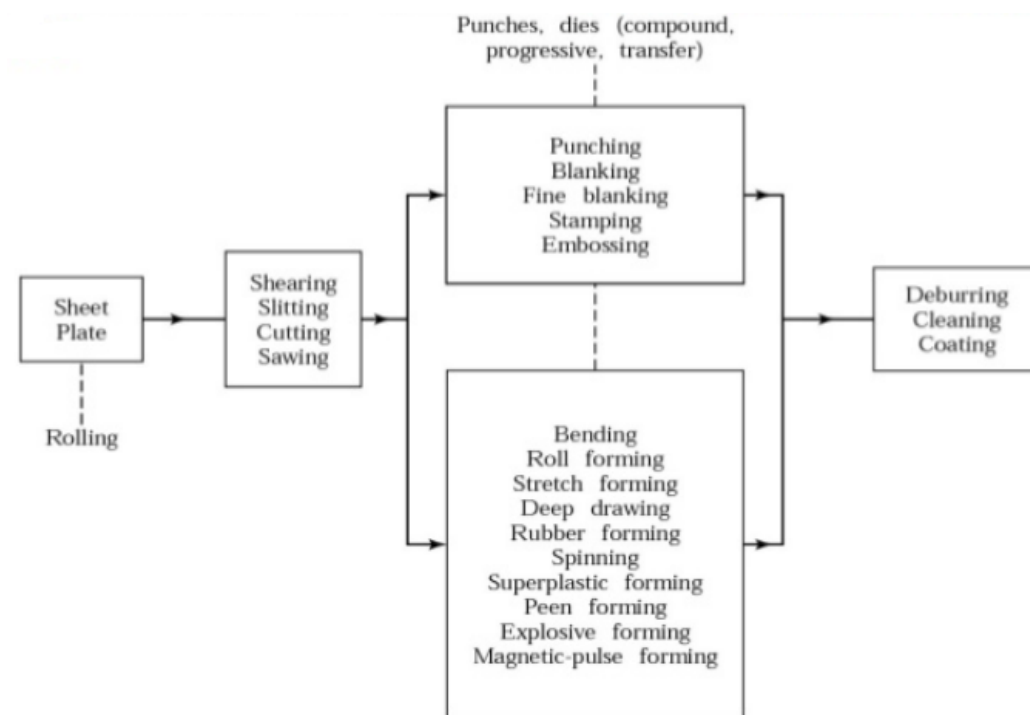 Punches, dies (compound,
progressive, transfer)
Punching
Blanking
Fine blanking
Stamping
Embossing
Sheet
Plate
Rolling
Shearing
Slitting
Cutting
Sawing
Bending
Roll forming
Stretch forming
Deep drawing
Rubber forming
Spinning
Superplastic forming
Peen forming
Explosive forming
Magnetic-pulse forming
Deburring
Cleaning
Coating